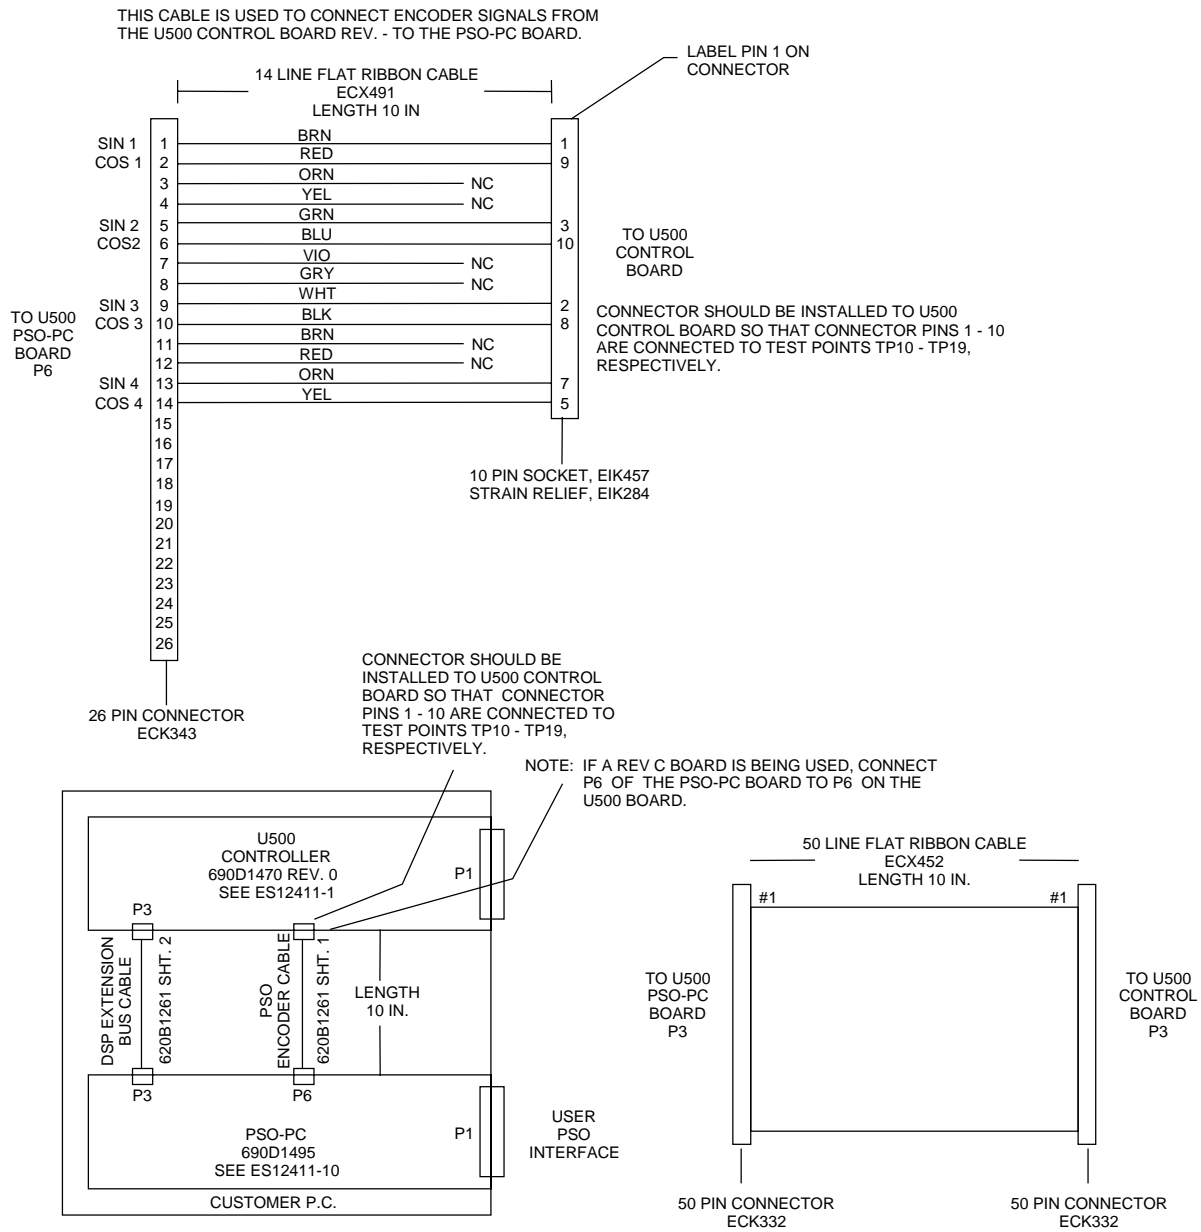 THIS CABLE IS USED TO CONNECT ENCODER SIGNALS FROM
THE U500 CONTROL BOARD REV. - TO THE PSO-PC BOARD.
LABEL PIN 1 ON
CONNECTOR
14 LINE FLAT RIBBON CABLE
ECX491
LENGTH 10 IN
SIN 1 1 BRN 1
COS 1 2 RED 9
3 ORN NC
4 YEL NC
SIN 2 5 GRN 3
COS2 6 BLU 10
7 VIO NC
8 GRY NC
SIN 3 9 WHT 2
COS 3 10 BLK 8
11 BRN NC
12 RED NC
SIN 4 13 ORN 7
COS 4 14 YEL 5
15
16
17
18
19
20
21
22
23
24
25
26
TO U500
PSO-PC
BOARD
P6
TO U500
CONTROL
BOARD
CONNECTOR SHOULD BE INSTALLED TO U500
CONTROL BOARD SO THAT CONNECTOR PINS 1 - 10
ARE CONNECTED TO TEST POINTS TP10 - TP19,
RESPECTIVELY.
10 PIN SOCKET, EIK457
STRAIN RELIEF, EIK284
26 PIN CONNECTOR
ECK343
CONNECTOR SHOULD BE
INSTALLED TO U500 CONTROL
BOARD SO THAT CONNECTOR
PINS 1 - 10 ARE CONNECTED TO
TEST POINTS TP10 - TP19,
RESPECTIVELY.
NOTE: IF A REV C BOARD IS BEING USED, CONNECT
P6 OF THE PSO-PC BOARD TO P6 ON THE
U500 BOARD.
U500
CONTROLLER
690D1470 REV. 0
SEE ES12411-1
P1
P3
DSP EXTENSION
BUS CABLE
620B1261 SHT. 2
PSO
ENCODER CABLE
620B1261 SHT. 1
LENGTH
10 IN.
P3
P6
PSO-PC
690D1495
SEE ES12411-10
P1
USER
PSO
INTERFACE
CUSTOMER P.C.
50 LINE FLAT RIBBON CABLE
ECX452
LENGTH 10 IN.
#1
#1
TO U500
PSO-PC
BOARD
P3
TO U500
CONTROL
BOARD
P3
50 PIN CONNECTOR
ECK332
50 PIN CONNECTOR
ECK332